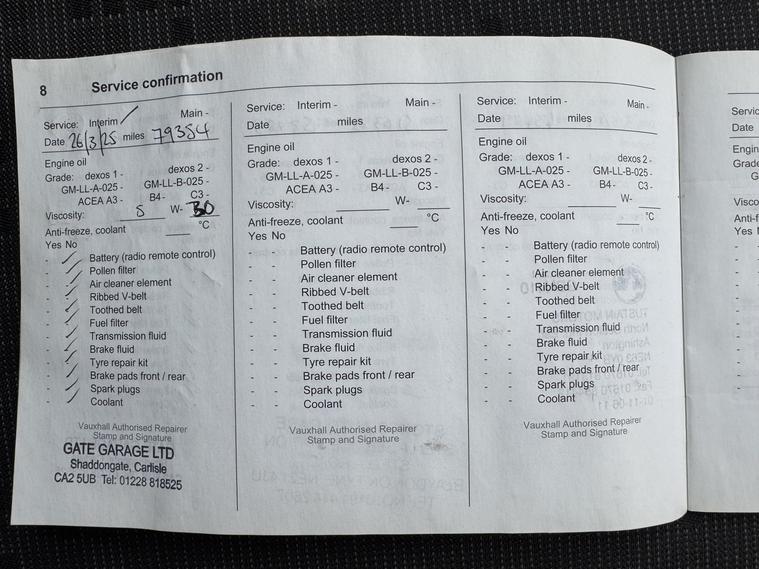 8 Service confirmation
Service: Interim / Main -
Date 26/3/25 miles 79354
Engine oil
Grade: dexos 1 - dexos 2 -
GM-LL-A-025 - GM-LL-B-025 -
ACEA A3 - B4- C3 -
Viscosity: 5 W- 30
Anti-freeze, coolant °C
Yes No
- Battery (radio remote control)
- Pollen filter
- Air cleaner element
- Ribbed V-belt
- Toothed belt
- Fuel filter
- Transmission fluid
- Brake fluid
- Tyre repair kit
- Brake pads front / rear
- Spark plugs
- Coolant
Vauxhall Authorised Repairer
Stamp and Signature
GATE GARAGE LTD
Shaddongate, Carlisle
CA2 5UB Tel: 01228 818525
Service: Interim - Main -
Date miles
Engine oil
Grade: dexos 1 - dexos 2 -
GM-LL-A-025 - GM-LL-B-025 -
ACEA A3 - B4 - C3 -
Viscosity: W-
Anti-freeze, coolant °C
Yes No
- - Battery (radio remote control)
- - Pollen filter
- - Air cleaner element
- - Ribbed V-belt
- - Toothed belt
- - Fuel filter
- - Transmission fluid
- - Brake fluid
- - Tyre repair kit
- - Brake pads front / rear
- - Spark plugs
- - Coolant
Vauxhall Authorised Repairer
Stamp and Signature
Service: Interim - Main -
Date miles
Engine oil
Grade: dexos 1 - dexos 2 -
GM-LL-A-025 - GM-LL-B-025 -
ACEA A3 - B4- C3 -
Viscosity: W-
Anti-freeze, coolant °C
Yes No
- - Battery (radio remote control)
- - Pollen filter
- - Air cleaner element
- - Ribbed V-belt
- - Toothed belt
- - Fuel filter
- - Transmission fluid
- - Brake fluid
- - Tyre repair kit
- - Brake pads front / rear
- - Spark plugs
- - Coolant
Vauxhall Authorised Repairer
Stamp and Signature
Date